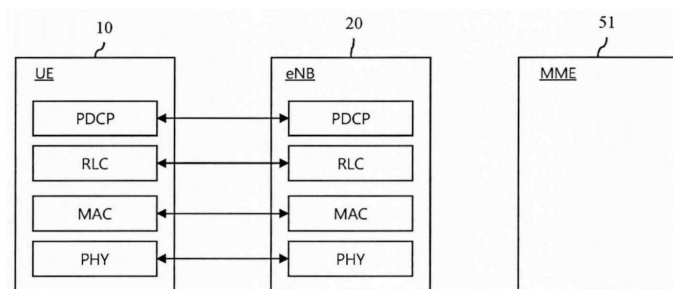 10 20 51
UE eNB MME
PDCP PDCP
RLC RLC
MAC MAC
PHY PHY